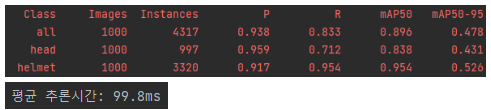 Class Images Instances P R mAP50 mAP50-95
all 1000 4317 0.938 0.833 0.896 0.478
head 1000 997 0.959 0.712 0.838 0.431
helmet 1000 3320 0.917 0.954 0.954 0.526
평균 추론시간: 99.8ms